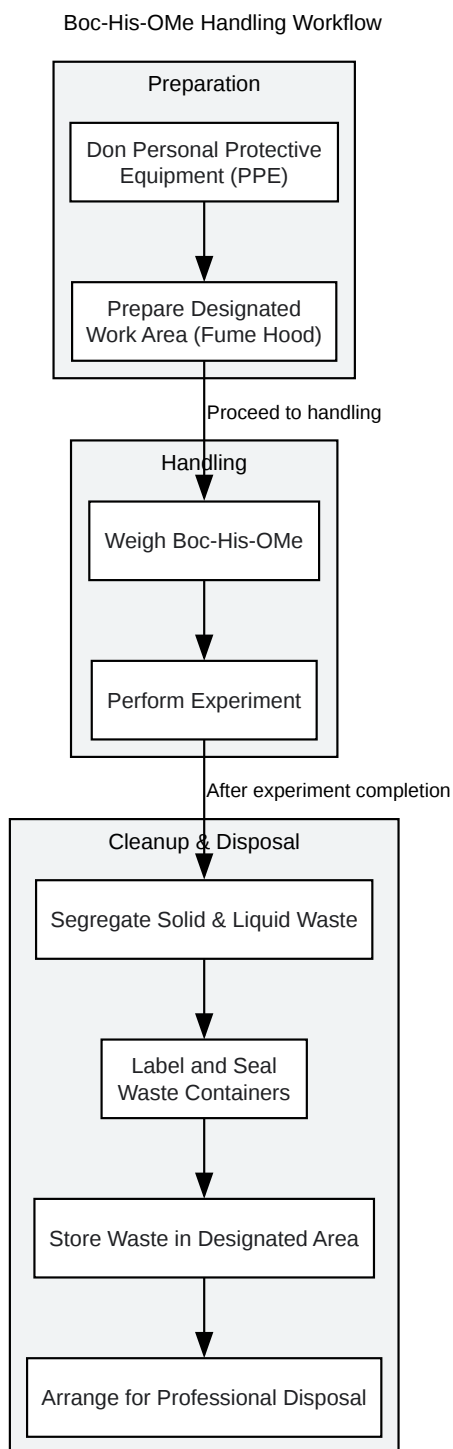 Boc-His-OMe Handling Workflow
Preparation
Don Personal Protective
Equipment (PPE)
Prepare Designated
Work Area (Fume Hood)
Proceed to handling
Handling
Weigh Boc-His-OMe
Perform Experiment
After experiment completion
Cleanup & Disposal
Segregate Solid & Liquid Waste
Label and Seal
Waste Containers
Store Waste in Designated Area
Arrange for Professional Disposal